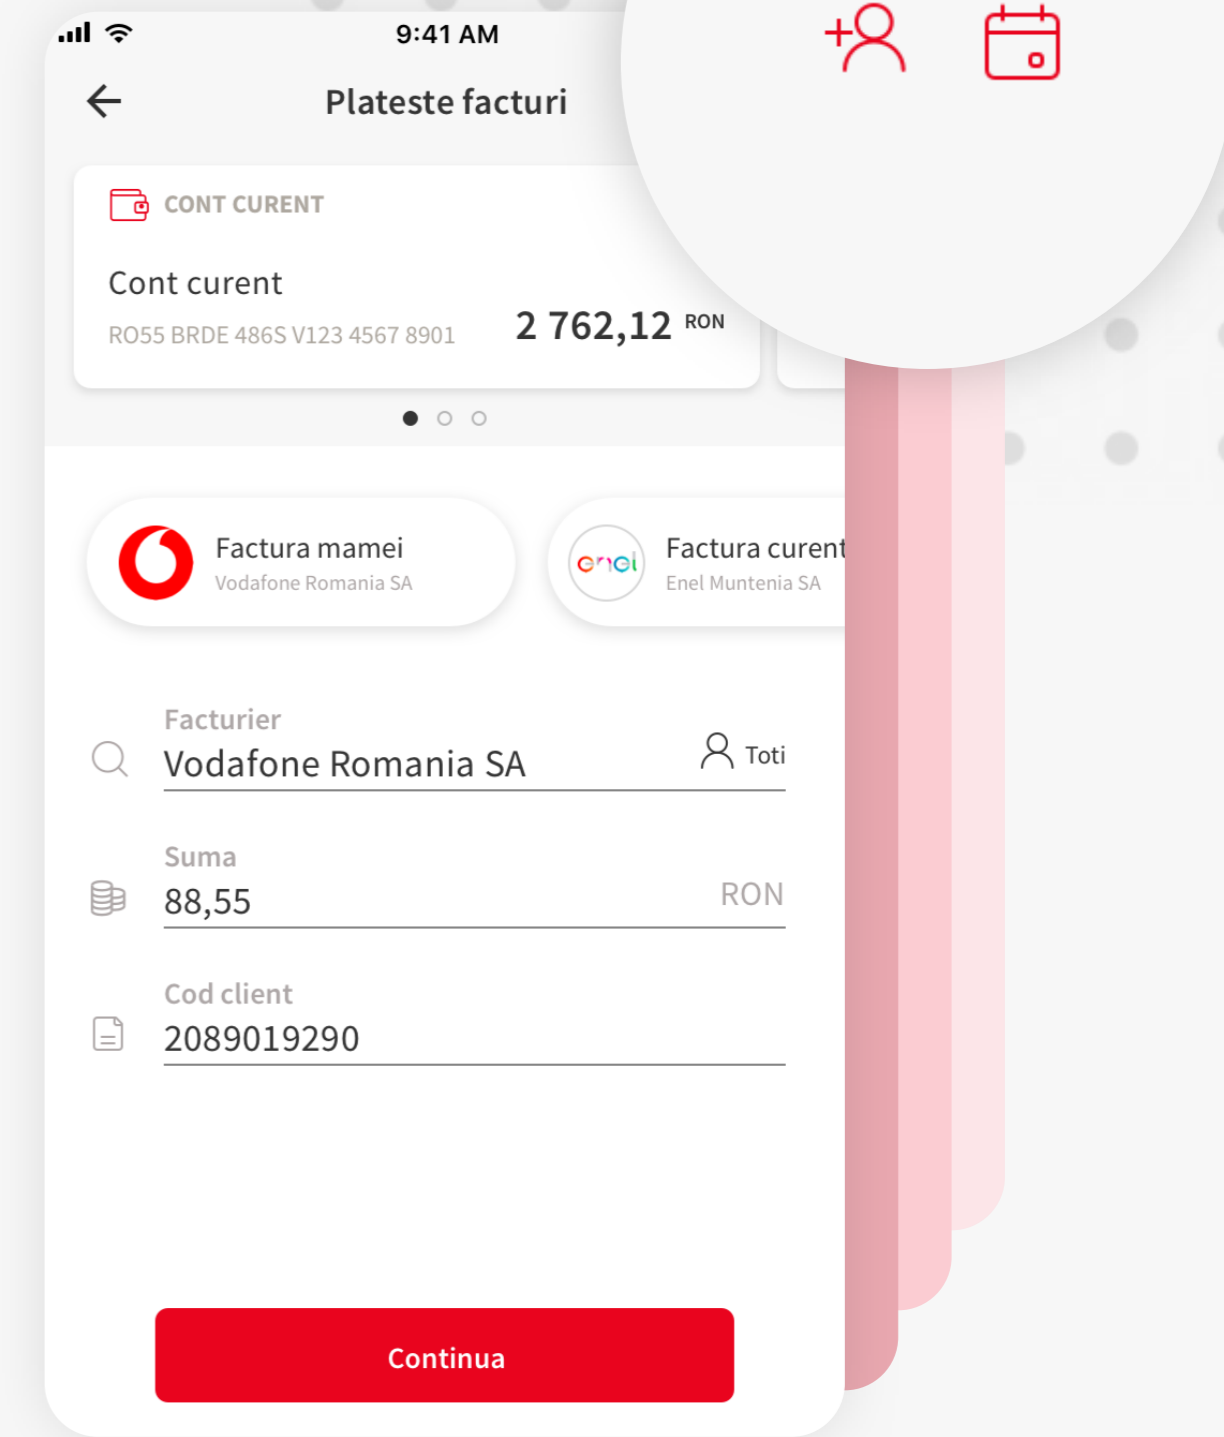 9:41 AM
Plateste facturi
CONT CURENT
Cont curent
RO55 BRDE 486S V123 4567 8901
2 762,12 RON
Factura mamei
Vodafone Romania SA
enel
Factura curent
Enel Muntenia SA
Facturier
Vodafone Romania SA
Toti
Suma
88,55
RON
Cod client
2089019290
Continua